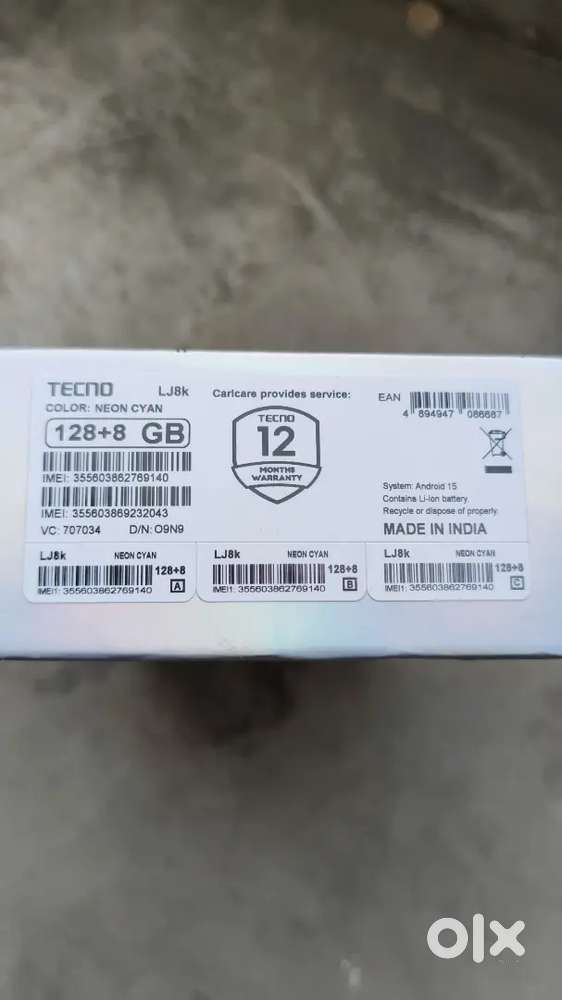 TECNO LJ8k
COLOR: NEON CYAN
128+8 GB
IMEI: 355603862769140
IMEI: 355603869232043
VC: 707034 D/N: O9N9
Carlcare provides service:
TECNO
12
MONTHS
WARRANTY
EAN
4 894947 086687
System: Android 15
Contains Li-ion battery.
Recycle or dispose of properly.
MADE IN INDIA
LJ8k NEON CYAN
128+8
IMEI1: 355603862769140 A
LJ8k NEON CYAN
128+8
IMEI1: 355603862769140 B
LJ8k NEON CYAN
128+8
IMEI1: 355603862769140 C
olx